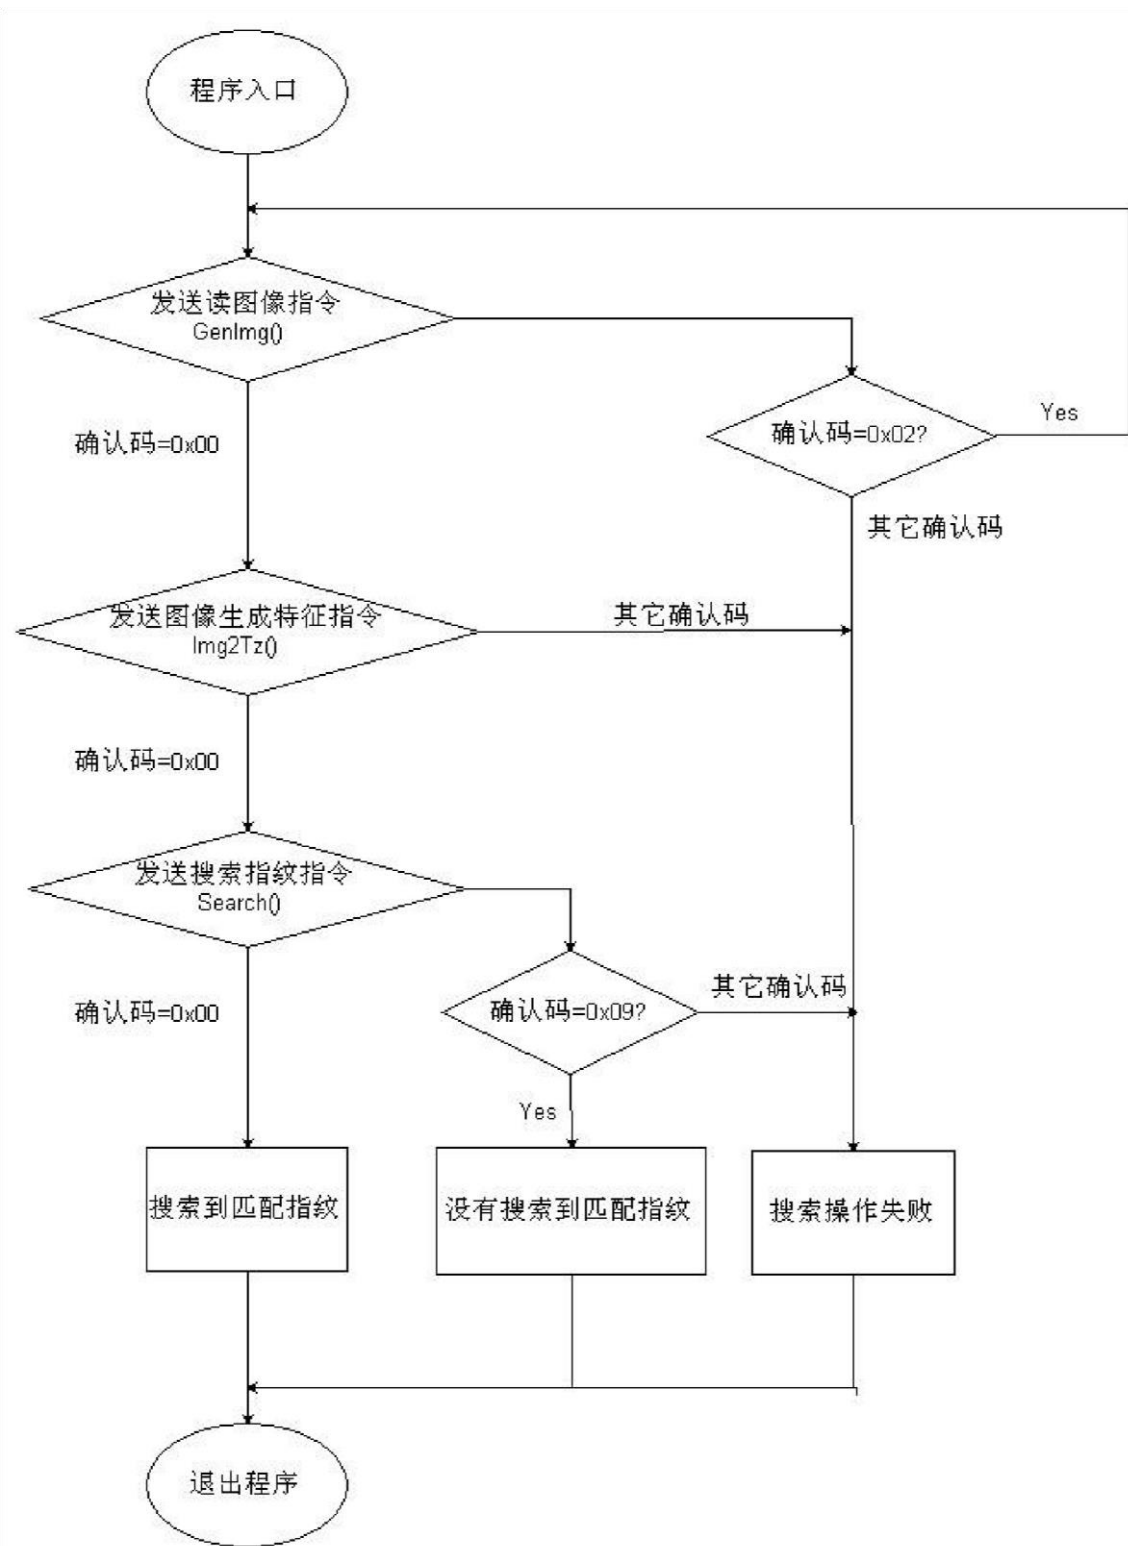 程序入口
发送读图像指令
GenImg()
确认码=0x00
确认码=0x02?
Yes
其它确认码
发送图像生成特征指令
Img2Tz()
其它确认码
确认码=0x00
发送搜索指纹指令
Search()
确认码=0x00
确认码=0x09?
其它确认码
Yes
搜索到匹配指纹
没有搜索到匹配指纹
搜索操作失败
退出程序